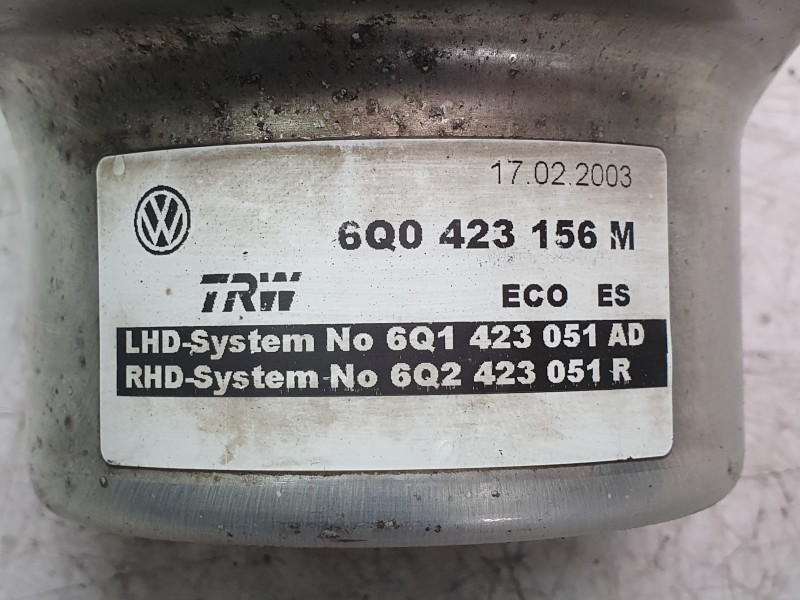 17.02.2003
6Q0 423 156 M
TRW ECO ES
LHD-System No 6Q1 423 051 AD
RHD-System-No 6Q2 423 051 R